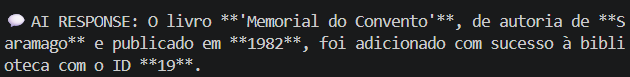 💬 AI RESPONSE: O livro **'Memorial do Convento'**, de autoria de **S
aramago** e publicado em **1982**, foi adicionado com sucesso à bibli
oteca com o ID **19**.